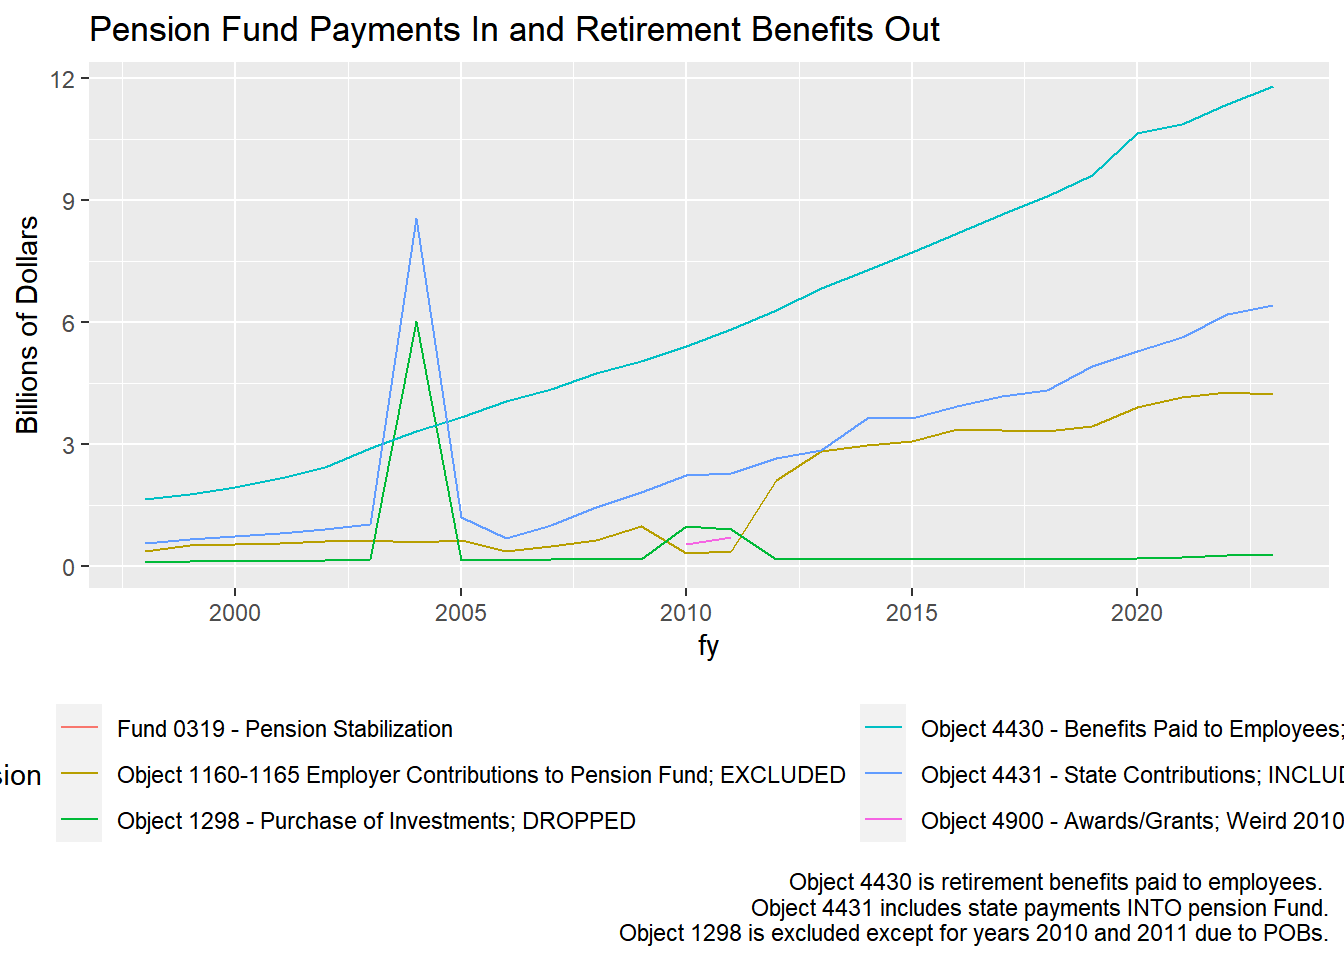 Pension Fund Payments In and Retirement Benefits Out
Billions of Dollars
12
9
6
3
0
2000 2005 2010 2015 2020
fy
sion
Fund 0319 - Pension Stabilization
Object 1160-1165 Employer Contributions to Pension Fund; EXCLUDED
Object 1298 - Purchase of Investments; DROPPED
Object 4430 - Benefits Paid to Employees;
Object 4431 - State Contributions; INCLUD
Object 4900 - Awards/Grants; Weird 2010
Object 4430 is retirement benefits paid to employees.
Object 4431 includes state payments INTO pension Fund.
Object 1298 is excluded except for years 2010 and 2011 due to POBs.